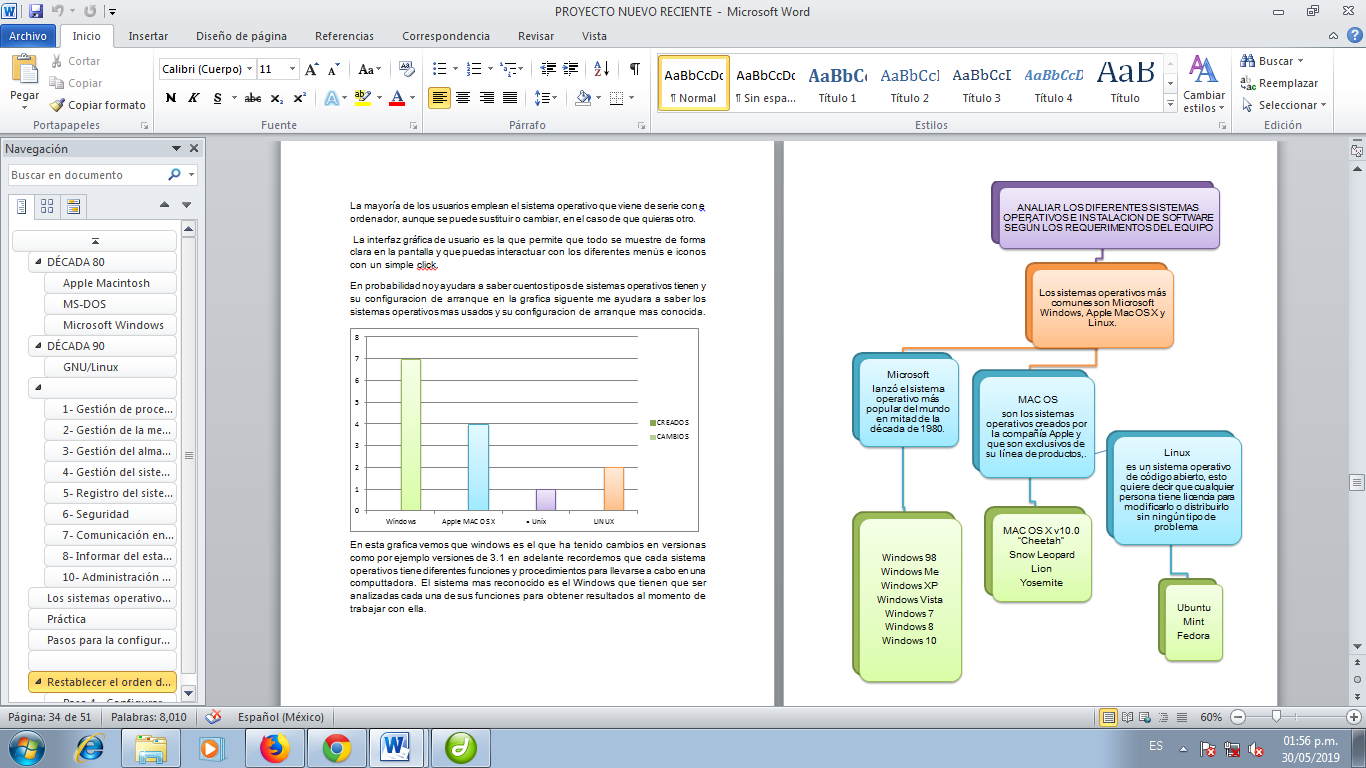 PROYECTO NUEVO RECIENTE - Microsoft Word
Archivo
Inicio
Insertar
Diseño de página
Referencias
Correspondencia
Revisar
Vista
Pegar
Cortar
Copiar
Copiar formato
Portapapeles
Calibri (Cuerpo)
11
Fuente
Párrafo
AaBbCcDc
¶ Normal
AaBbCcDc
¶ Sin espa...
AaBbC
Título 1
AaBbCcI
Título 2
AaBbCcI
Título 3
AaBbCcD
Título 4
AaB
Título
Cambiar
estilos
Estilos
Buscar
Reemplazar
Seleccionar
Edición
Navegación
Buscar en documento
DÉCADA 80
Apple Macintosh
MS-DOS
Microsoft Windows
DÉCADA 90
GNU/Linux
1- Gestión de proce...
2- Gestión de la me...
3- Gestión del alma...
4- Gestión del siste...
5- Registro del siste...
6- Seguridad
7- Comunicación en...
8- Informar del esta...
10- Administración ...
Los sistemas operativo...
Práctica
Pasos para la configur...
Restablecer el orden d...
La mayoría de los usuarios emplean el sistema operativo que viene de serie con e
ordenador, aunque se puede sustituir o cambiar, en el caso de que quieras otro.
La interfaz gráfica de usuario es la que permite que todo se muestre de forma
clara en la pantalla y que puedas interactuar con los diferentes menús e iconos
con un simple click.
En probabilidad noy ayudara a saber cuentos tipos de sistemas operativos tienen y
su configuracion de arranque en la grafica siguente me ayudara a saber los
sistemas operativos mas usados y su configuracion de arranque mas conocida.
8
7
6
5
4
3
2
1
0
Windows
Apple MAC OS X
• Unix
LINUX
CREADOS
CAMBIOS
En esta grafica vemos que windows es el que ha tenido cambios en versionas
como por ejemplo versiones de 3.1 en adelante recordemos que cada sistema
operativos tiene diferentes funciones y procedimientos para llevarse a cabo en una
computtadora. El sistema mas reconocido es el Windows que tienen que ser
analizadas cada una de sus funciones para obtener resultados al momento de
trabajar con ella.
ANALIAR LOS DIFERENTES SISTEMAS
OPERATIVOS E INSTALACION DE SOFTWARE
SEGÚN LOS REQUERIMENTOS DEL EQUIPO
Los sistemas operativos más
comunes son Microsoft
Windows, Apple Mac OS X y
Linux.
Microsoft
lanzó el sistema
operativo más
popular del mundo
en mitad de la
década de 1980.
MAC OS
son los sistemas
operativos creados por
la compañía Apple y
que son exclusivos de
su línea de productos,.
Linux
es un sistema operativo
de código abierto, esto
quiere decir que cualquier
persona tiene licencia para
modificarlo o distribuirlo
sin ningún tipo de
problema
Windows 98
Windows Me
Windows XP
Windows Vista
Windows 7
Windows 8
Windows 10
MAC OS X v10.0
"Cheetah"
Snow Leopard
Lion
Yosemite
Ubuntu
Mint
Fedora
Página: 34 de 51
Palabras: 8,010
Español (México)
60%
ES
01:56 p.m.
30/05/2019